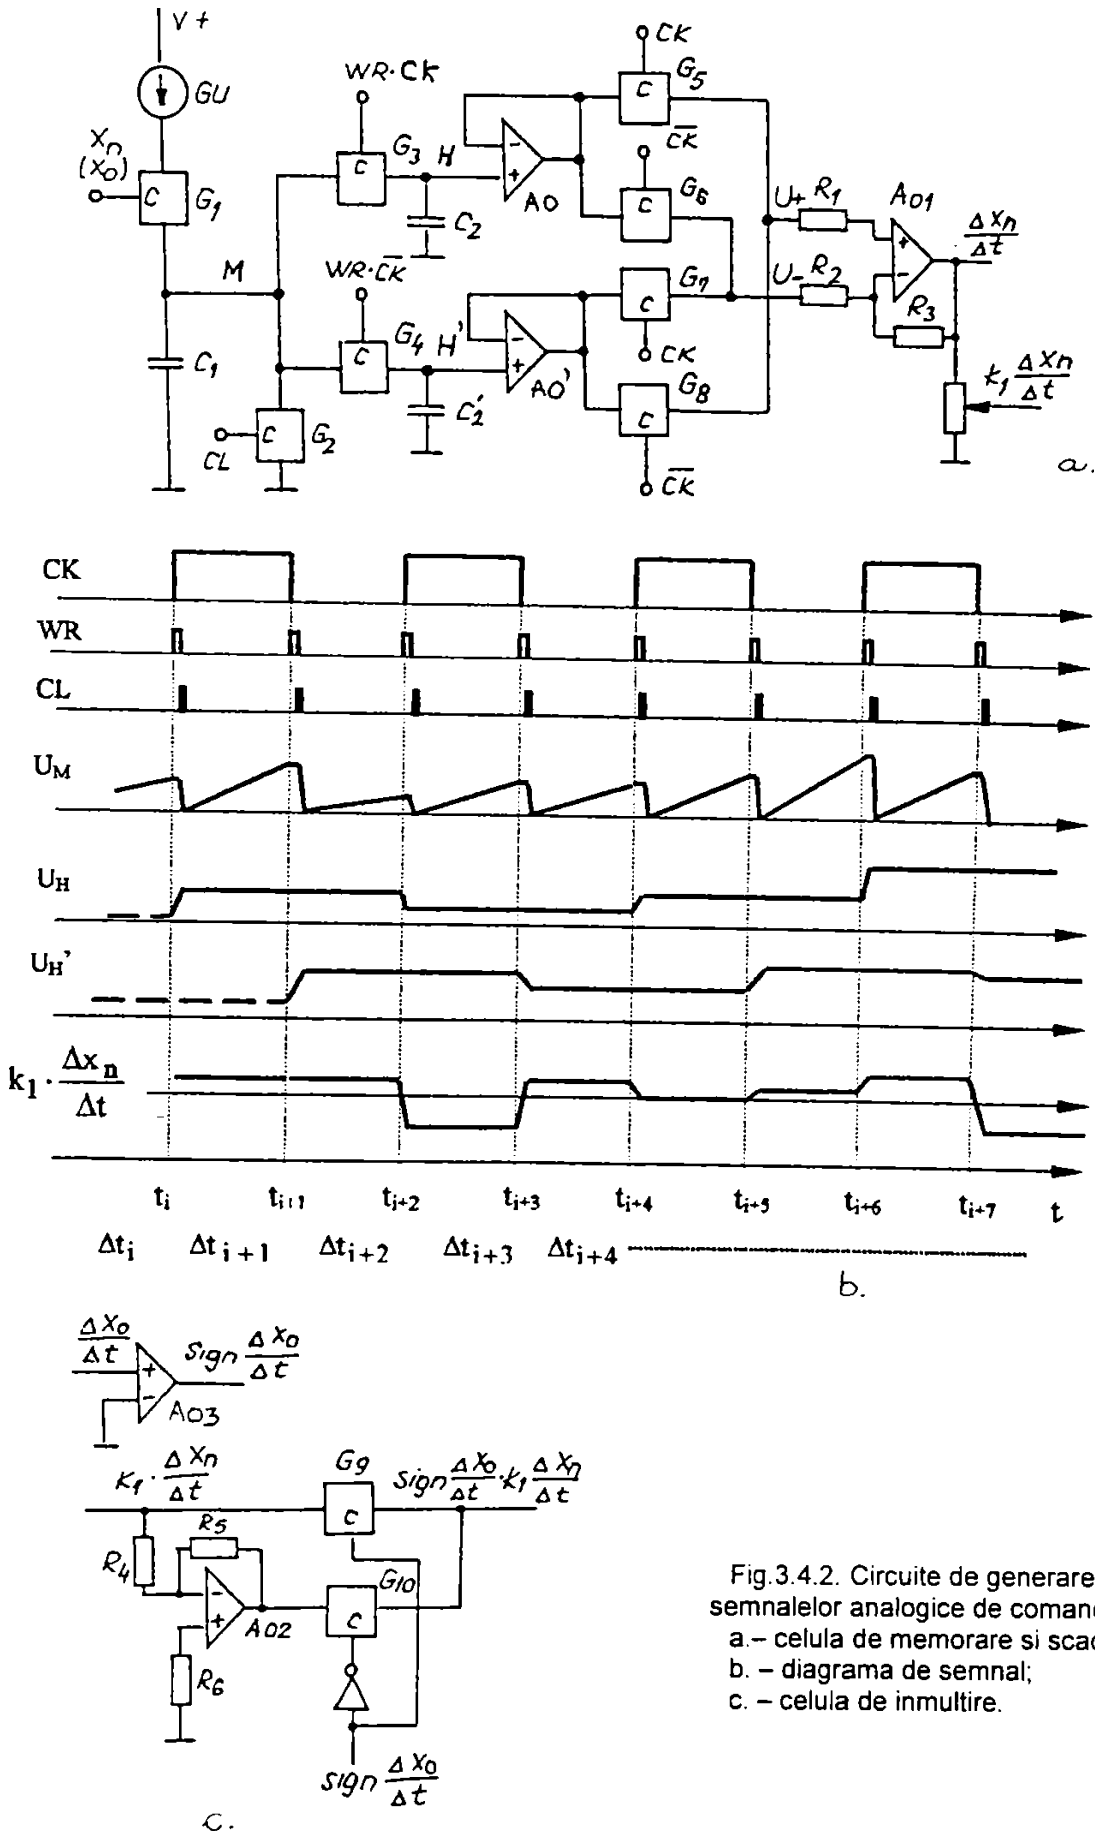 V+
GU
WR·CK
CK
G5
Xn
(X0)
C
G1
C
G3
H
AO
CK̅
G6
C
C2
M
WR·CK̅
U+
R1
AO1
ΔXn/Δt
C1
C
G4
H'
AO'
C2'
C
G7
CK
U-
R2
R3
G8
C
CK̅
k1 ΔXn/Δt
CL
C
G2
a.
CK
WR
CL
UM
UH
UH'
k1 · Δxn/Δt
ti ti+1 ti+2 ti+3 ti+4 ti+5 ti+6 ti+7 t
Δti Δti+1 Δti+2 Δti+3 Δti+4
b.
ΔX0/Δt
sign ΔX0/Δt
+
-
AO3
K1 · ΔXn/Δt
G9
C
sign ΔX0/Δt · k1 ΔXn/Δt
R4
R5
AO2
G10
C
R6
sign ΔX0/Δt
c.
Fig.3.4.2. Circuite de generare
semnalelor analogice de coman
a.– celula de memorare si scac
b. – diagrama de semnal;
c. – celula de inmultire.